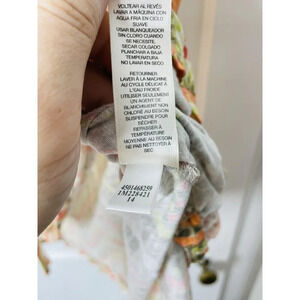 VOLTEAR AL REVÉS
LAVAR A MÁQUINA CON
AGUA FRIA EN CICLO
SUAVE
USAR BLANQUEADOR
SIN CLORO CUANDO
SE NECESITE
SECAR COLGADO
PLANCHAR A BAJA
TEMPERATURA
NO LAVAR EN SECO
RETOURNER
LAVER À LA MACHINE
AU CYCLE DÉLICAT À
L'EAU FROIDE
UTILISER SEULEMENT
UN AGENT DE
BLANCHIMENT NON
CHLORÉ AU BESOIN
SUSPENDRE POUR
SÉCHER
REPASSER À
TEMPÉRATURE
MOYENNE AU BESOIN
NE PAS NETTOYER À
SEC
4501468259
1M228421
14